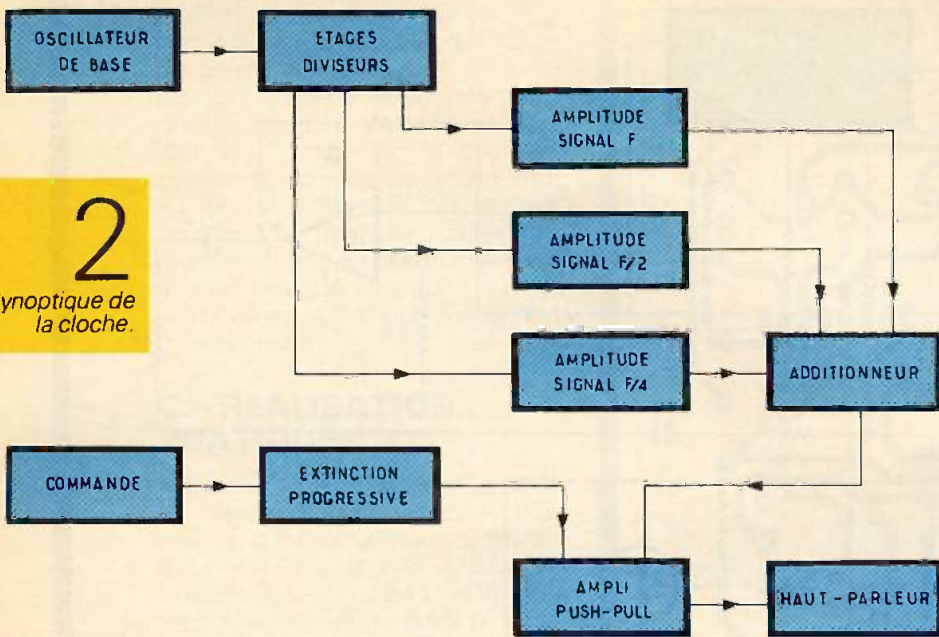 OSCILLATEUR
DE BASE
ETAGES
DIVISEURS
AMPLITUDE
SIGNAL F
2
ynoptique de
la cloche.
AMPLITUDE
SIGNAL F/2
AMPLITUDE
SIGNAL F/4
ADDITIONNEUR
COMMANDE
EXTINCTION
PROGRESSIVE
AMPLI
PUSH-PULL
HAUT-PARLEUR